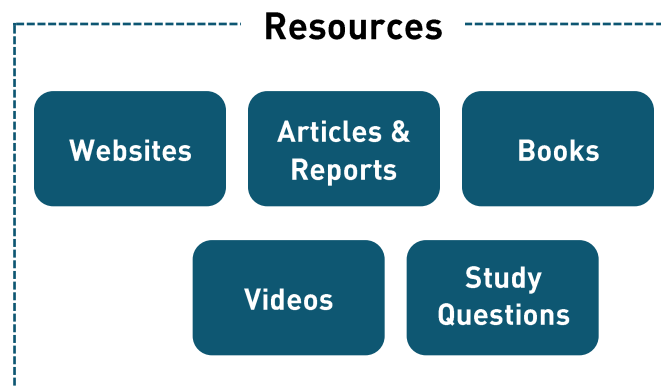 Resources
Websites
Articles &
Reports
Books
Videos
Study
Questions